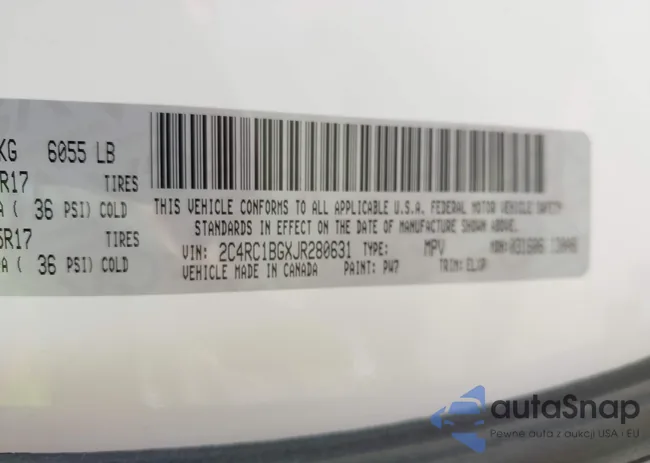 KG 6055 LB
R17 TIRES
A ( 36 PSI) COLD
5R17 TIRES
A ( 36 PSI) COLD
THIS VEHICLE CONFORMS TO ALL APPLICABLE U.S.A. FEDERAL MOTOR VEHICLE SAFETY
STANDARDS IN EFFECT ON THE DATE OF MANUFACTURE SHOWN ABOVE.
VIN: 2C4RC1BGXJR280631 TYPE: MPV
VEHICLE MADE IN CANADA PAINT: PW7 TRIM:
autaSnap
Pewne auta z aukcji USA i EU